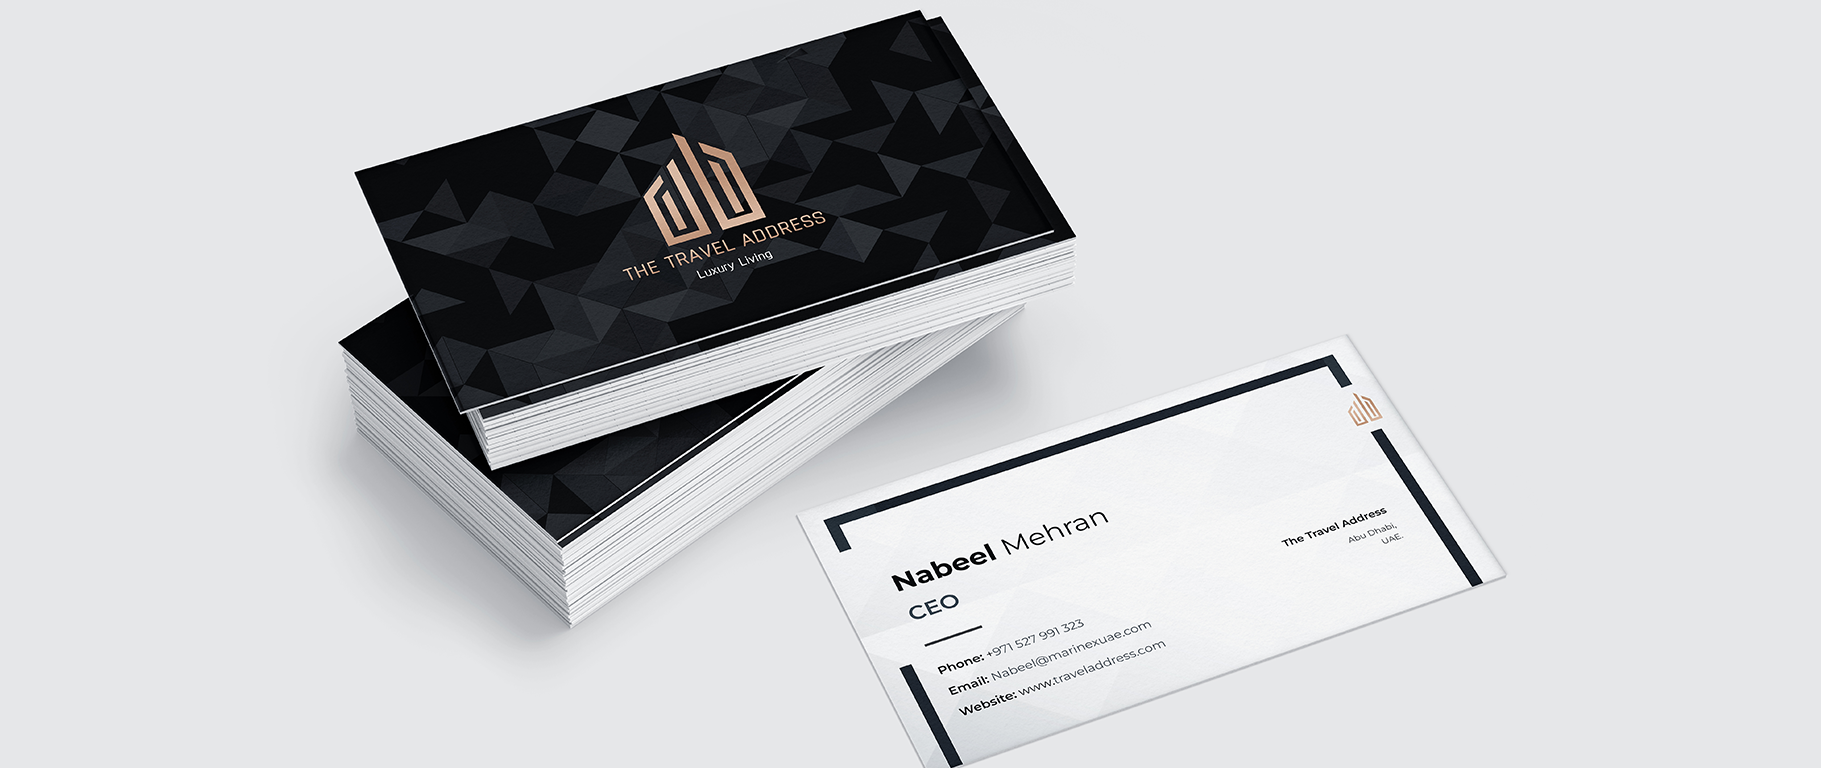 THE TRAVEL ADDRESS
Luxury Living
Nabeel Mehran
CEO
Phone: +971 527 991 323
Email: Nabeel@marinexuae.com
Website: www.traveladdress.com
The Travel Address
Abu Dhabi,
UAE.